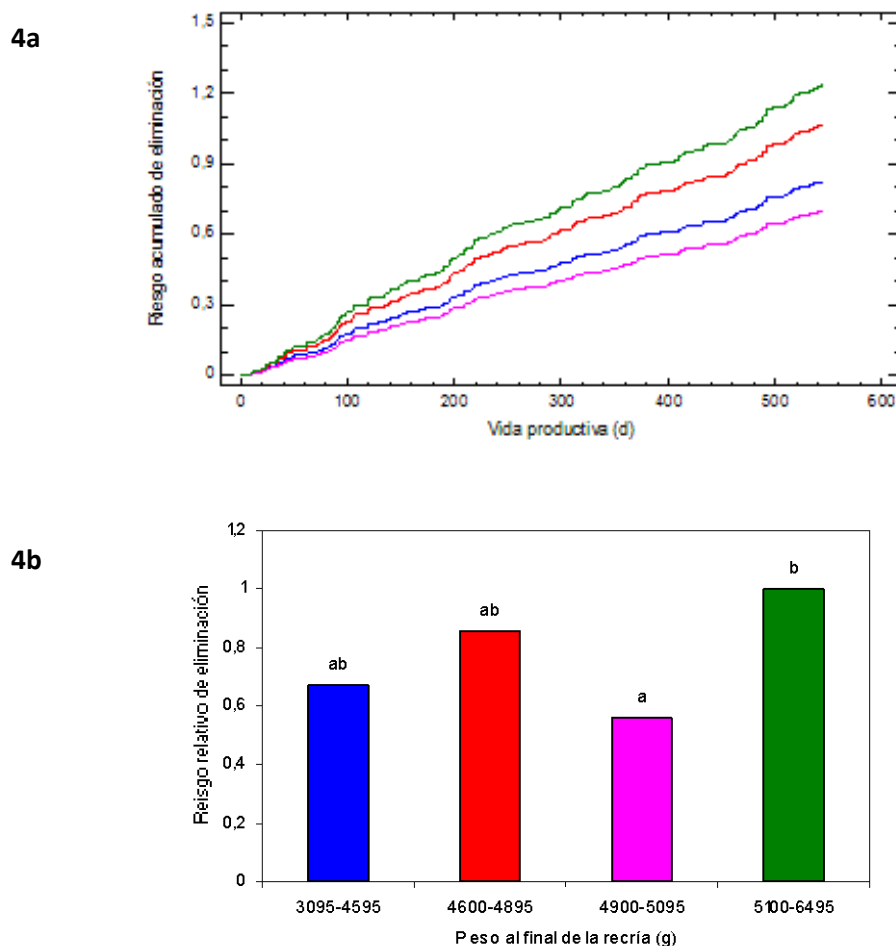 4a
1,5
1,2
0,9
0,6
0,3
0
Riesgo acumulado de eliminación
0 100 200 300 400 500 600
Vida productiva (d)
4b
1,2
1
0,8
0,6
0,4
0,2
0
Reisgo relativo de eliminación
ab
ab
a
b
3095-4595 4600-4895 4900-5095 5100-6495
Peso al final de la recría (g)